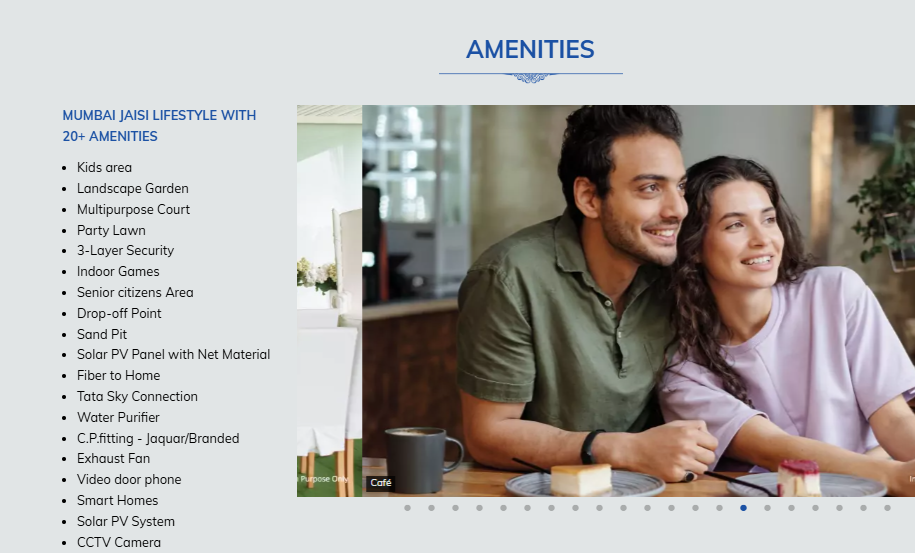 AMENITIES
MUMBAI JAISI LIFESTYLE WITH
20+ AMENITIES
Kids area
Landscape Garden
Multipurpose Court
Party Lawn
3-Layer Security
Indoor Games
Senior citizens Area
Drop-off Point
Sand Pit
Solar PV Panel with Net Material
Fiber to Home
Tata Sky Connection
Water Purifier
C.P.fitting - Jaquar/Branded
Exhaust Fan
Video door phone
Smart Homes
Solar PV System
CCTV Camera
Purpose Only
Café